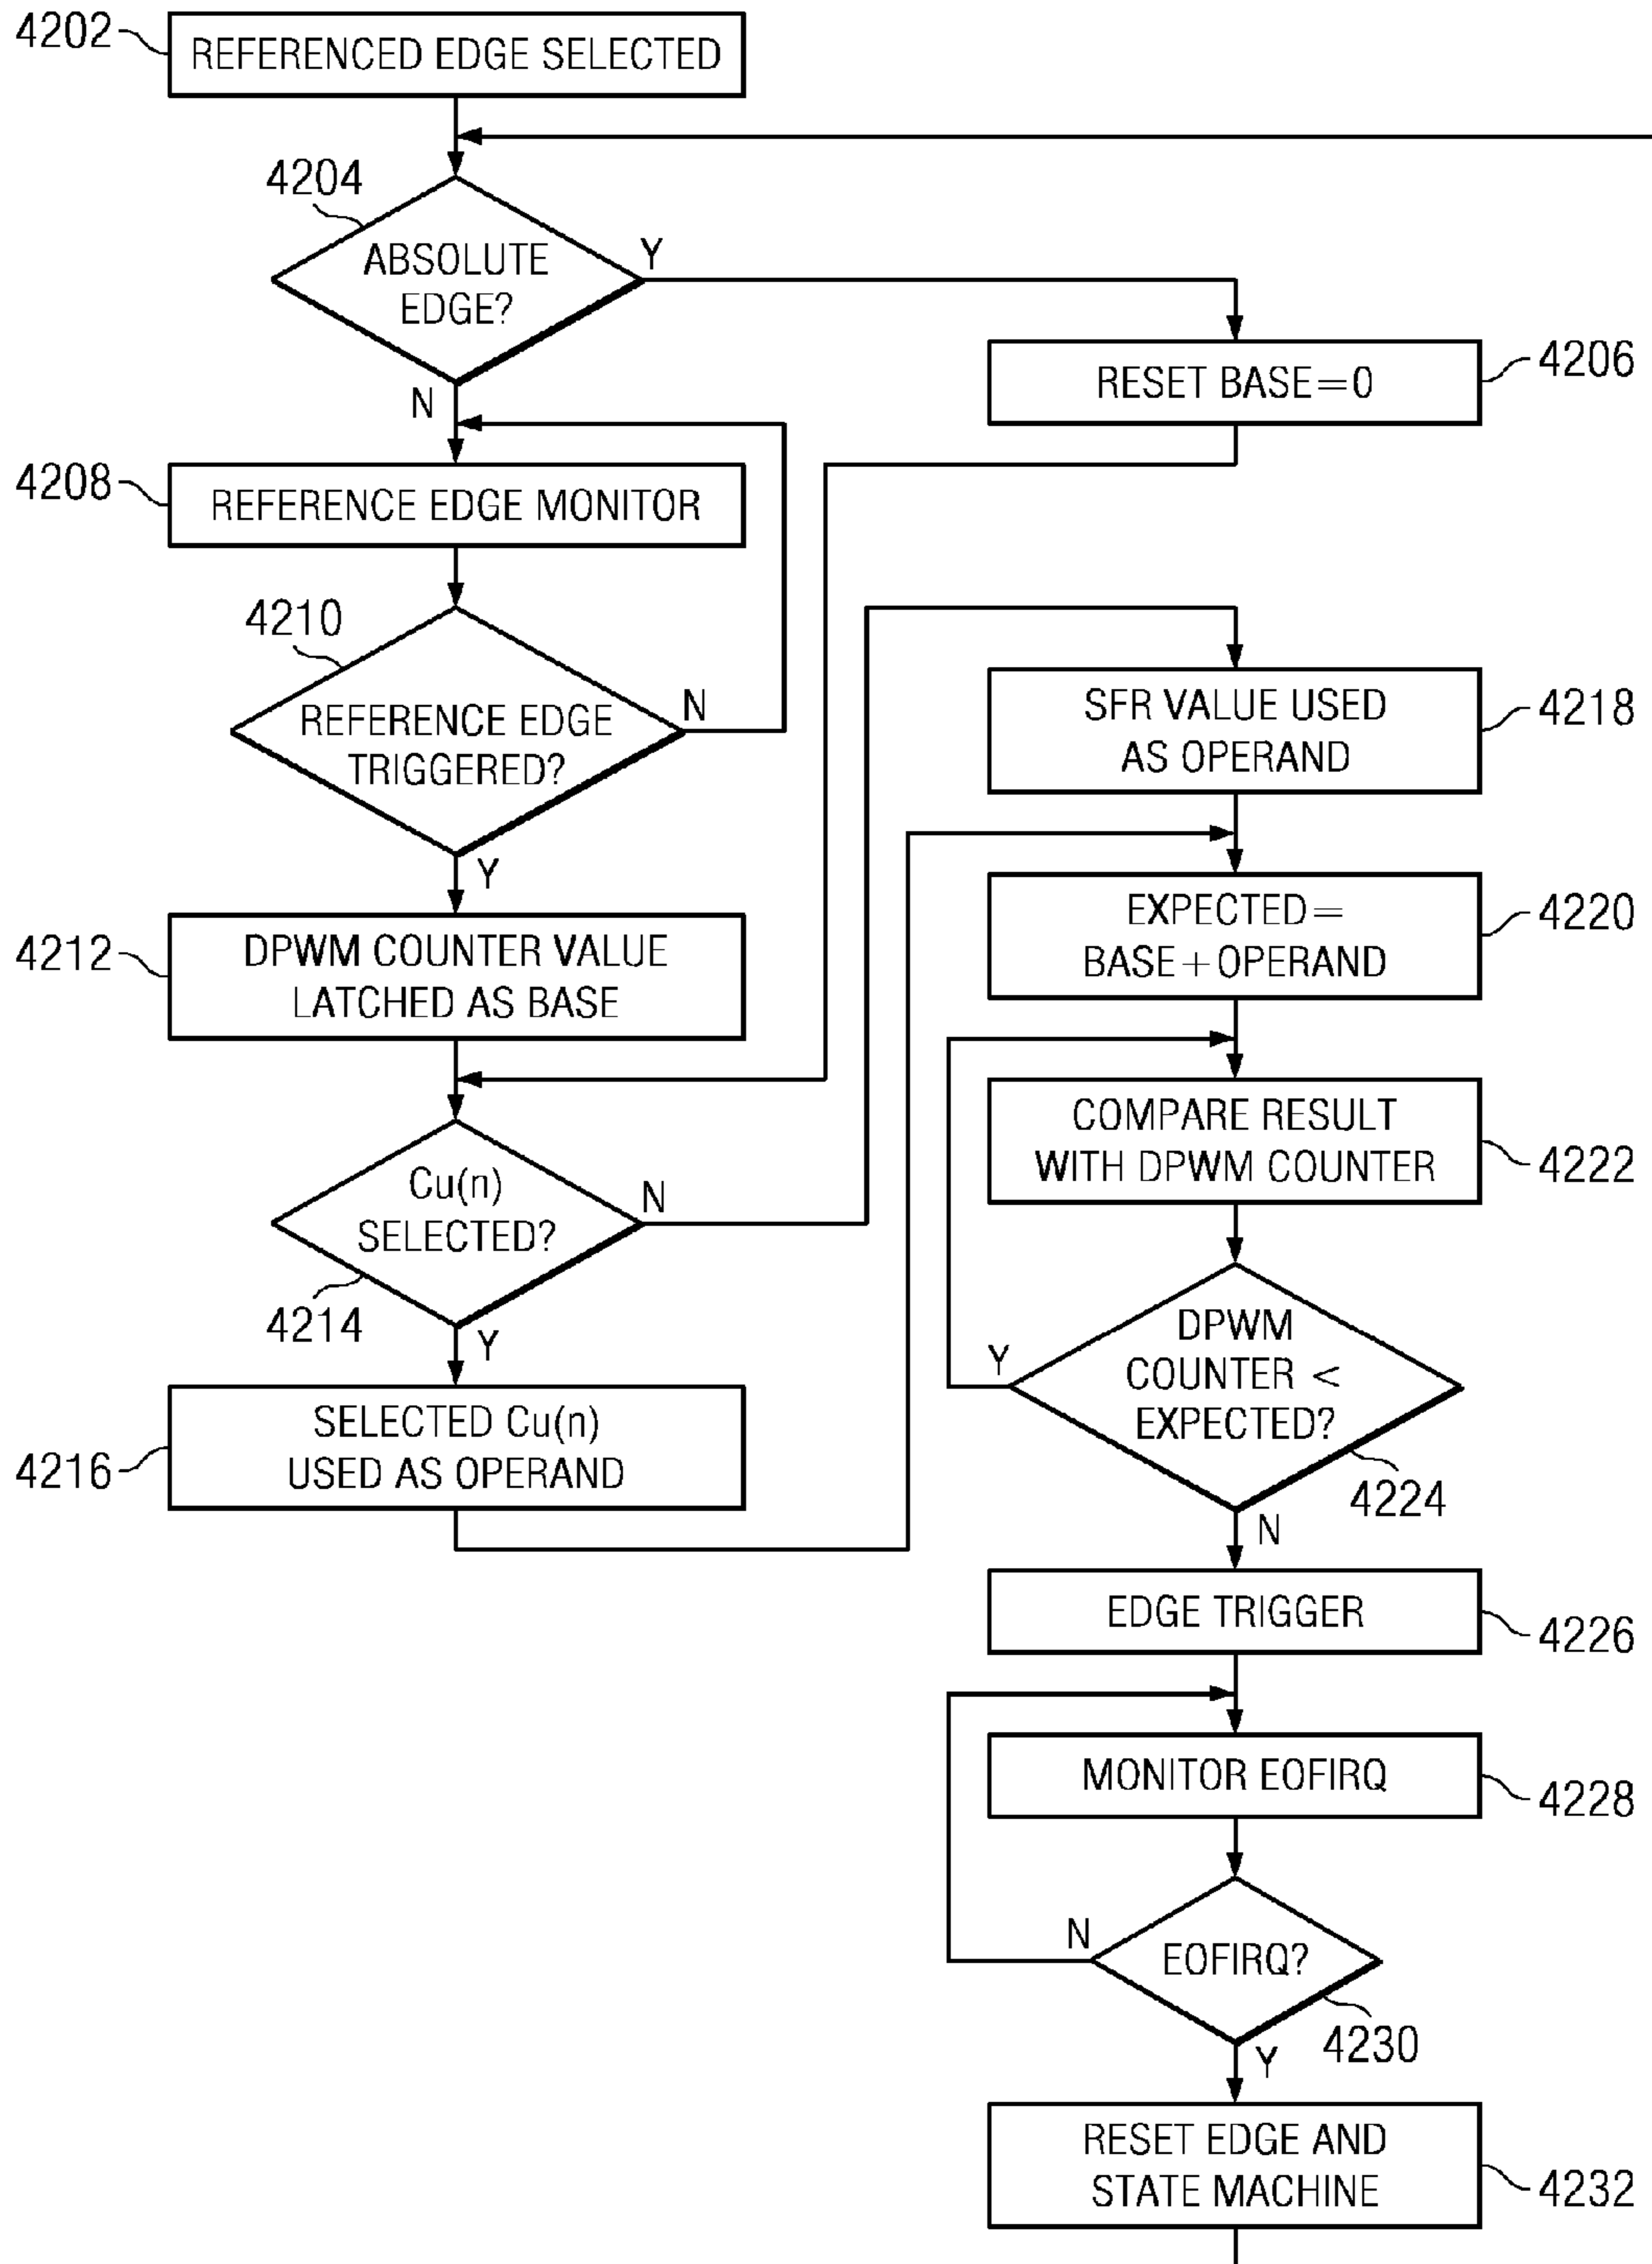 4202
REFERENCED EDGE SELECTED
4204
ABSOLUTE
EDGE?
Y
N
RESET BASE=0
4206
4208
REFERENCE EDGE MONITOR
4210
REFERENCE EDGE
TRIGGERED?
N
Y
4212
DPWM COUNTER VALUE
LATCHED AS BASE
Cu(n)
SELECTED?
N
4214
Y
4216
SELECTED Cu(n)
USED AS OPERAND
SFR VALUE USED
AS OPERAND
4218
EXPECTED=
BASE+OPERAND
4220
COMPARE RESULT
WITH DPWM COUNTER
4222
DPWM
COUNTER <
EXPECTED?
Y
4224
N
EDGE TRIGGER
4226
MONITOR EOFIRQ
4228
N
EOFIRQ?
4230
Y
RESET EDGE AND
STATE MACHINE
4232